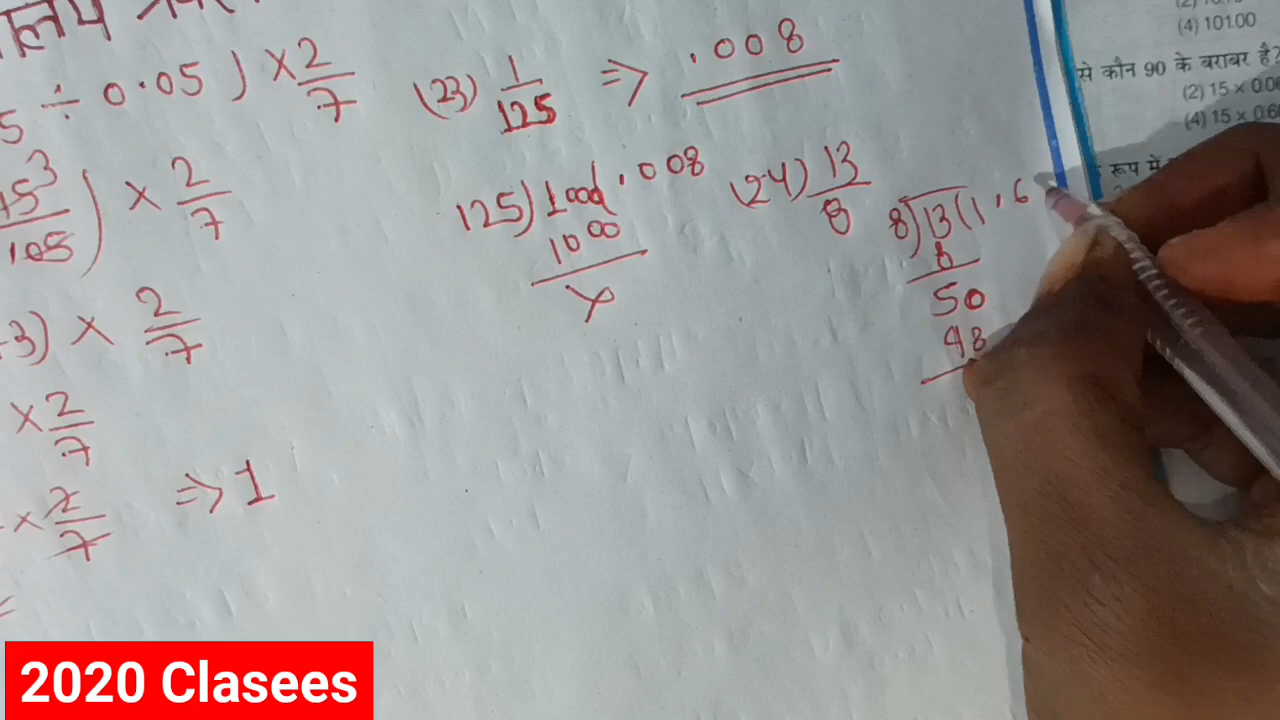 5 ÷ 0.05) × 2/7
(23) 1/125 ⇒ .008
× 2/7
125)1000.008
1000
×
(24) 13/8
8)13(1.6
8
50
48
3) × 2/7
× 2/7
× 2/7 ⇒ 1
(4) 101.00
से कौन 90 के बराबर है?
(2) 15 × 0.0
(4) 15 × 0.6
रूप में
2020 Clasees